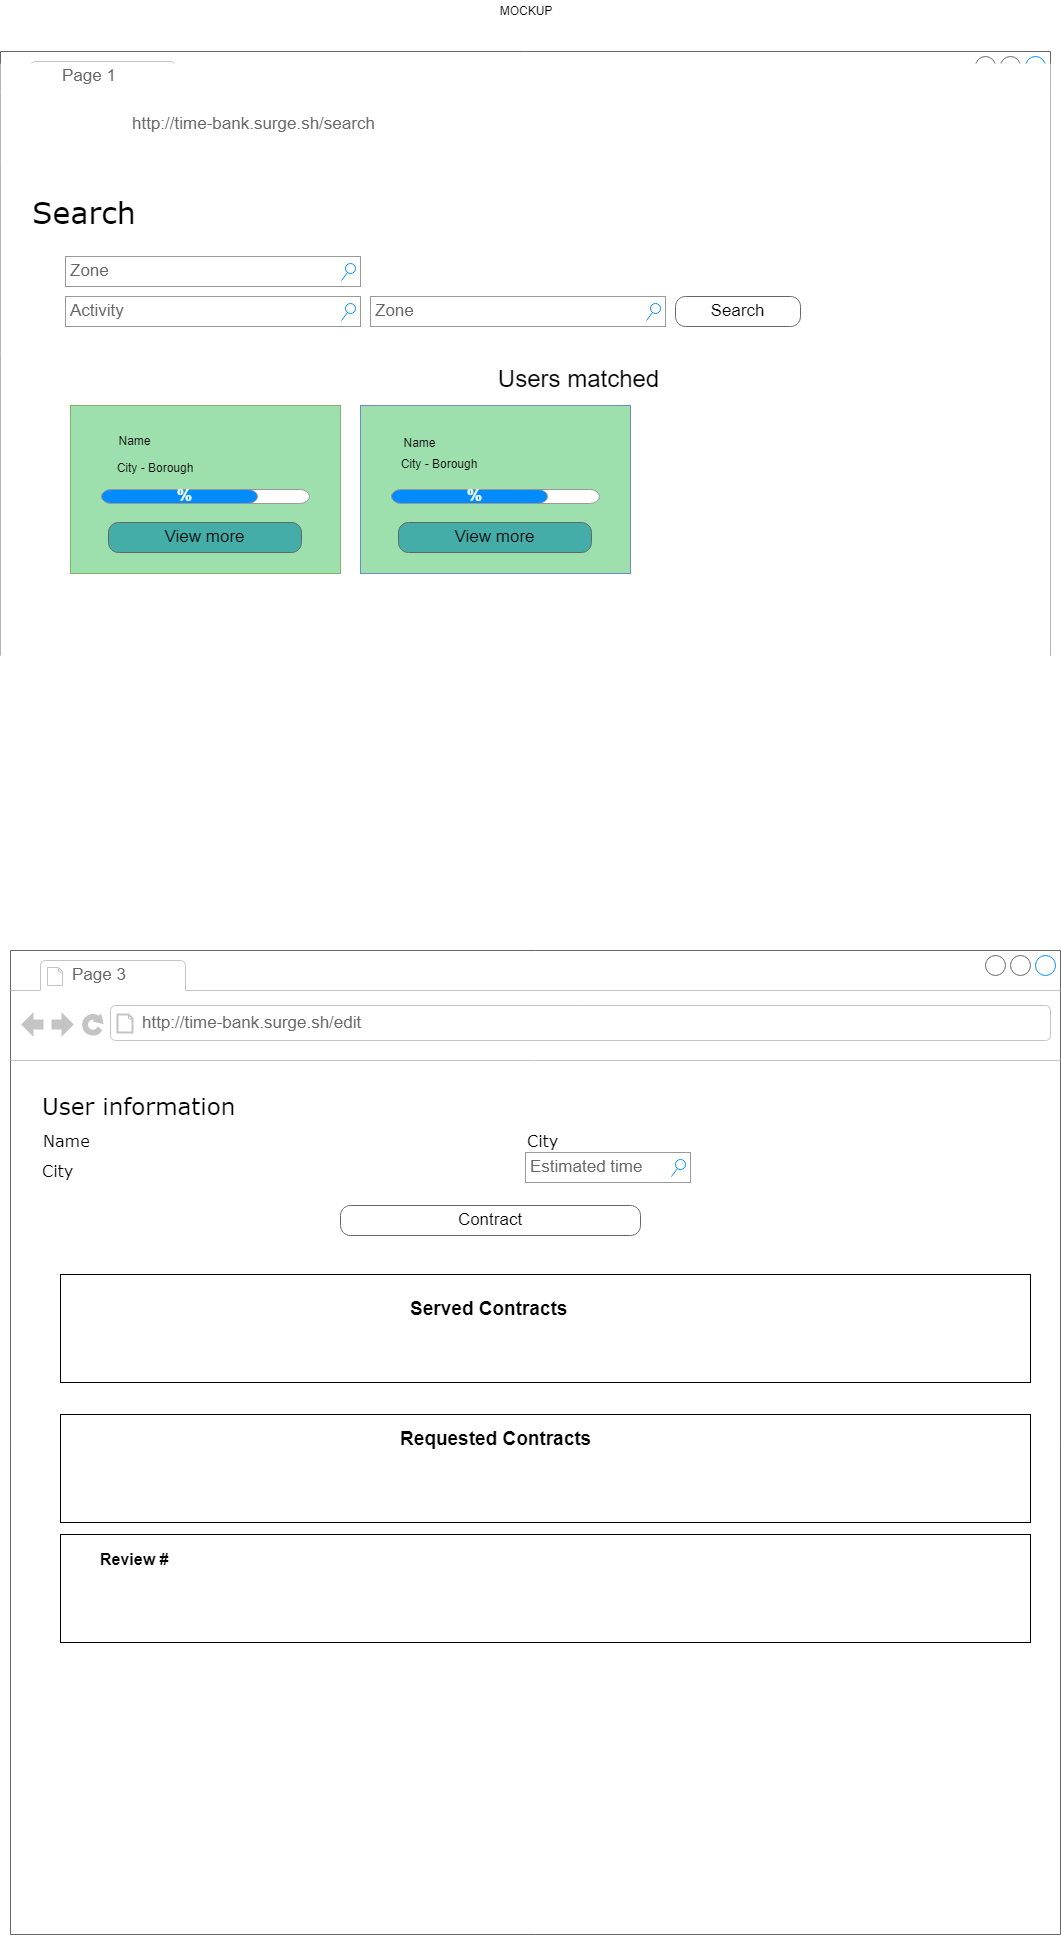 MOCKUP
Page 1
http://time-bank.surge.sh/search
Search
Zone
Activity Zone Search
Users matched
Name Name
City - Borough City - Borough
% %
View more View more
Page 3
http://time-bank.surge.sh/edit
User information
Name City
City Estimated time
Contract
Served Contracts
Requested Contracts
Review #